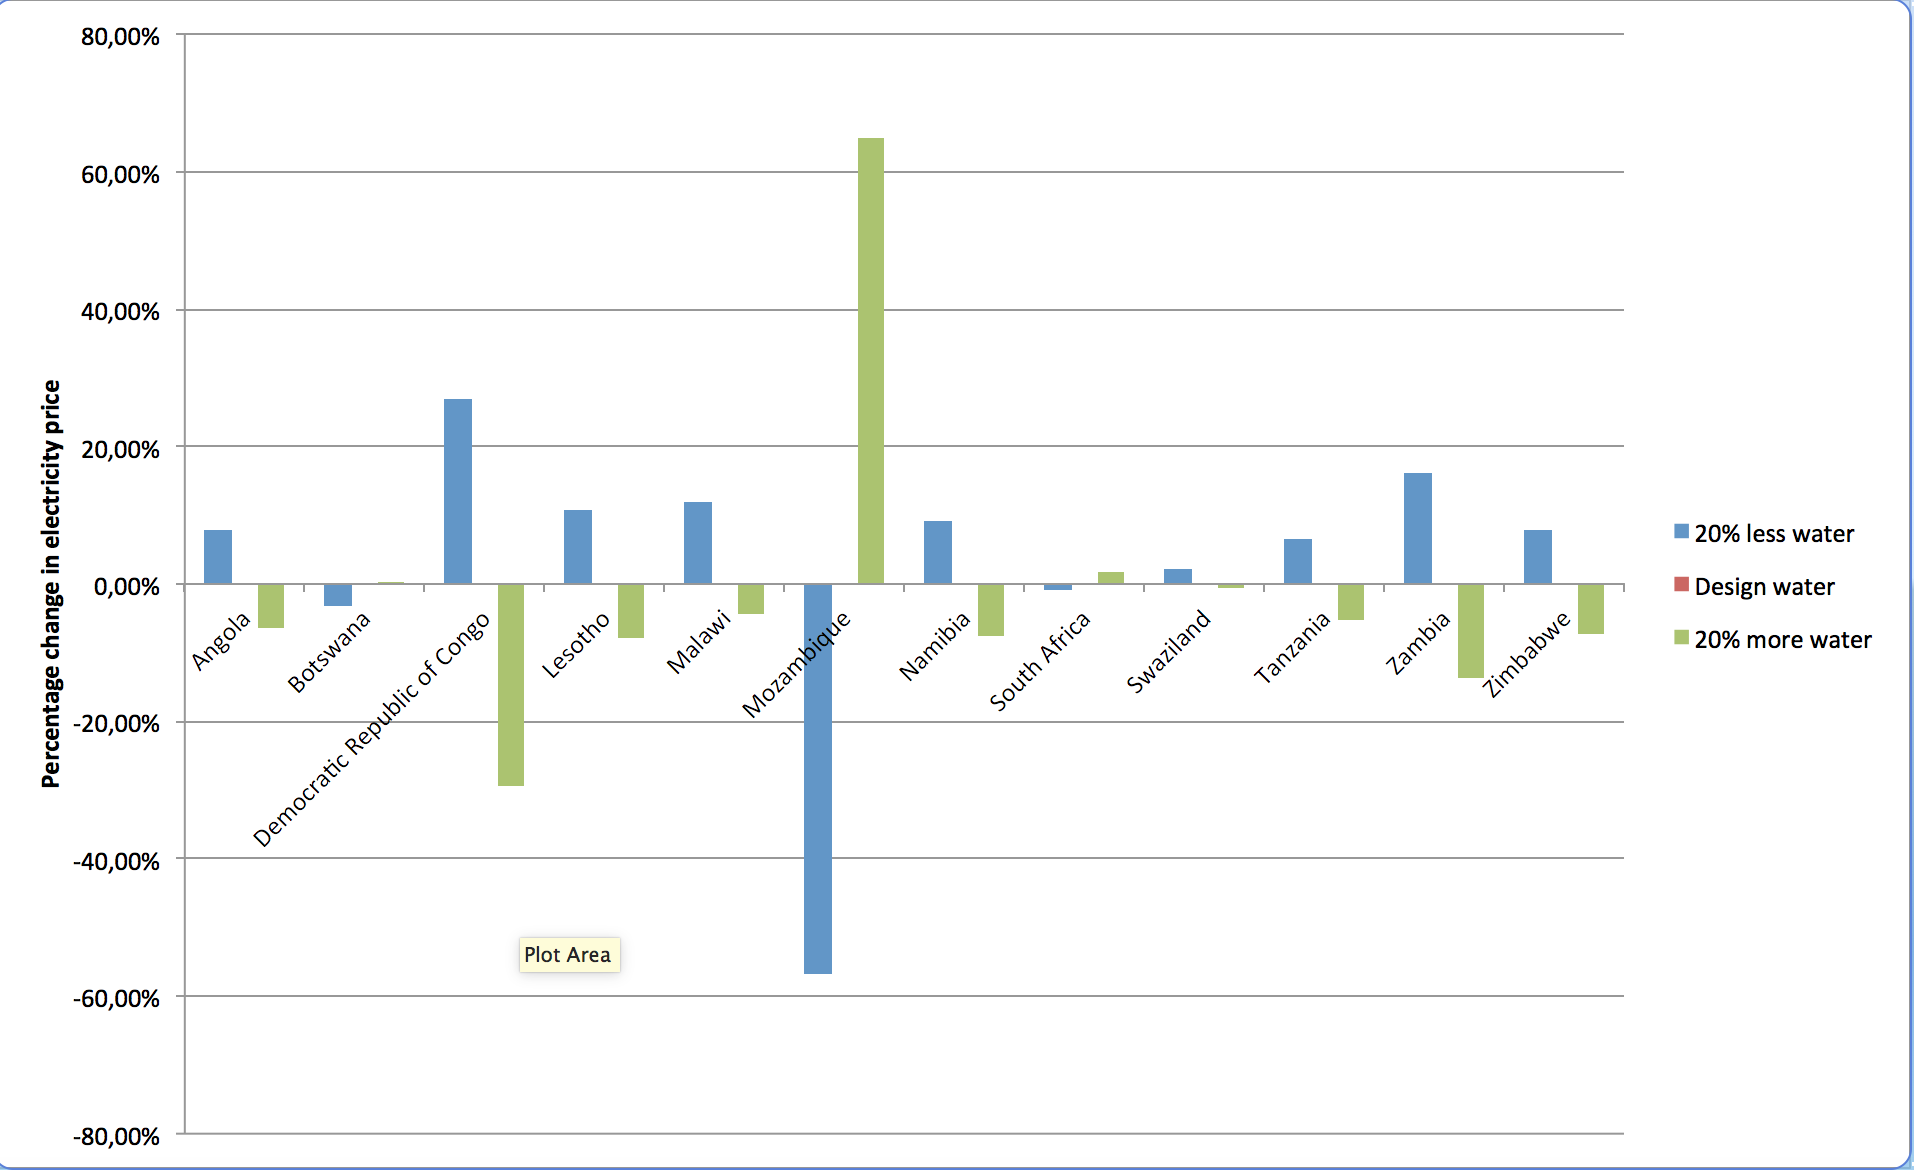 80,00%
60,00%
40,00%
20,00%
0,00%
-20,00%
-40,00%
-60,00%
-80,00%
Percentage change in electricity price
Angola
Botswana
Democratic Republic of Congo
Lesotho
Malawi
Mozambique
Namibia
South Africa
Swaziland
Tanzania
Zambia
Zimbabwe
Plot Area
20% less water
Design water
20% more water